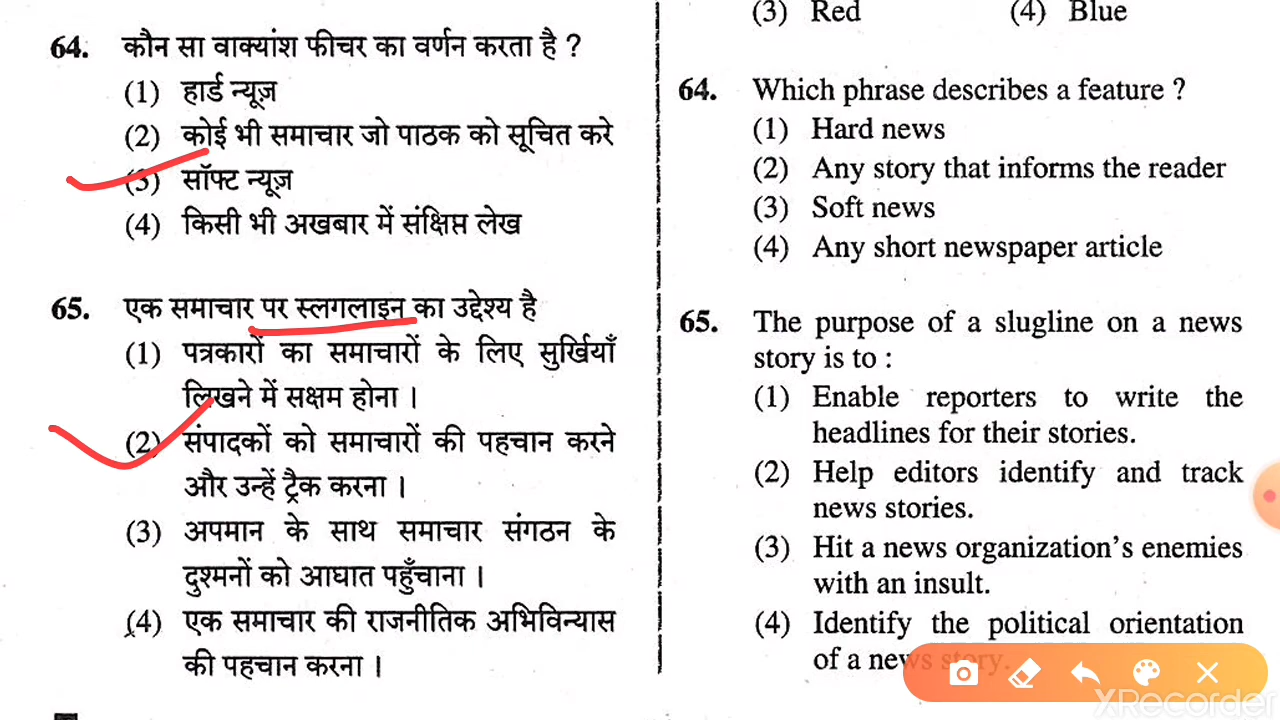 64. कौन सा वाक्यांश फीचर का वर्णन करता है ?
(1) हार्ड न्यूज़
(2) कोई भी समाचार जो पाठक को सूचित करे
(3) सॉफ्ट न्यूज़
(4) किसी भी अखबार में संक्षिप्त लेख
65. एक समाचार पर स्लगलाइन का उद्देश्य है
(1) पत्रकारों का समाचारों के लिए सुर्खियाँ
लिखने में सक्षम होना ।
(2) संपादकों को समाचारों की पहचान करने
और उन्हें ट्रैक करना ।
(3) अपमान के साथ समाचार संगठन के
दुश्मनों को आघात पहुँचाना ।
(4) एक समाचार की राजनीतिक अभिविन्यास
की पहचान करना ।
(3) Red (4) Blue
64. Which phrase describes a feature ?
(1) Hard news
(2) Any story that informs the reader
(3) Soft news
(4) Any short newspaper article
65. The purpose of a slugline on a news
story is to :
(1) Enable reporters to write the
headlines for their stories.
(2) Help editors identify and track
news stories.
(3) Hit a news organization's enemies
with an insult.
(4) Identify the political orientation
of a news story.
XRecorder